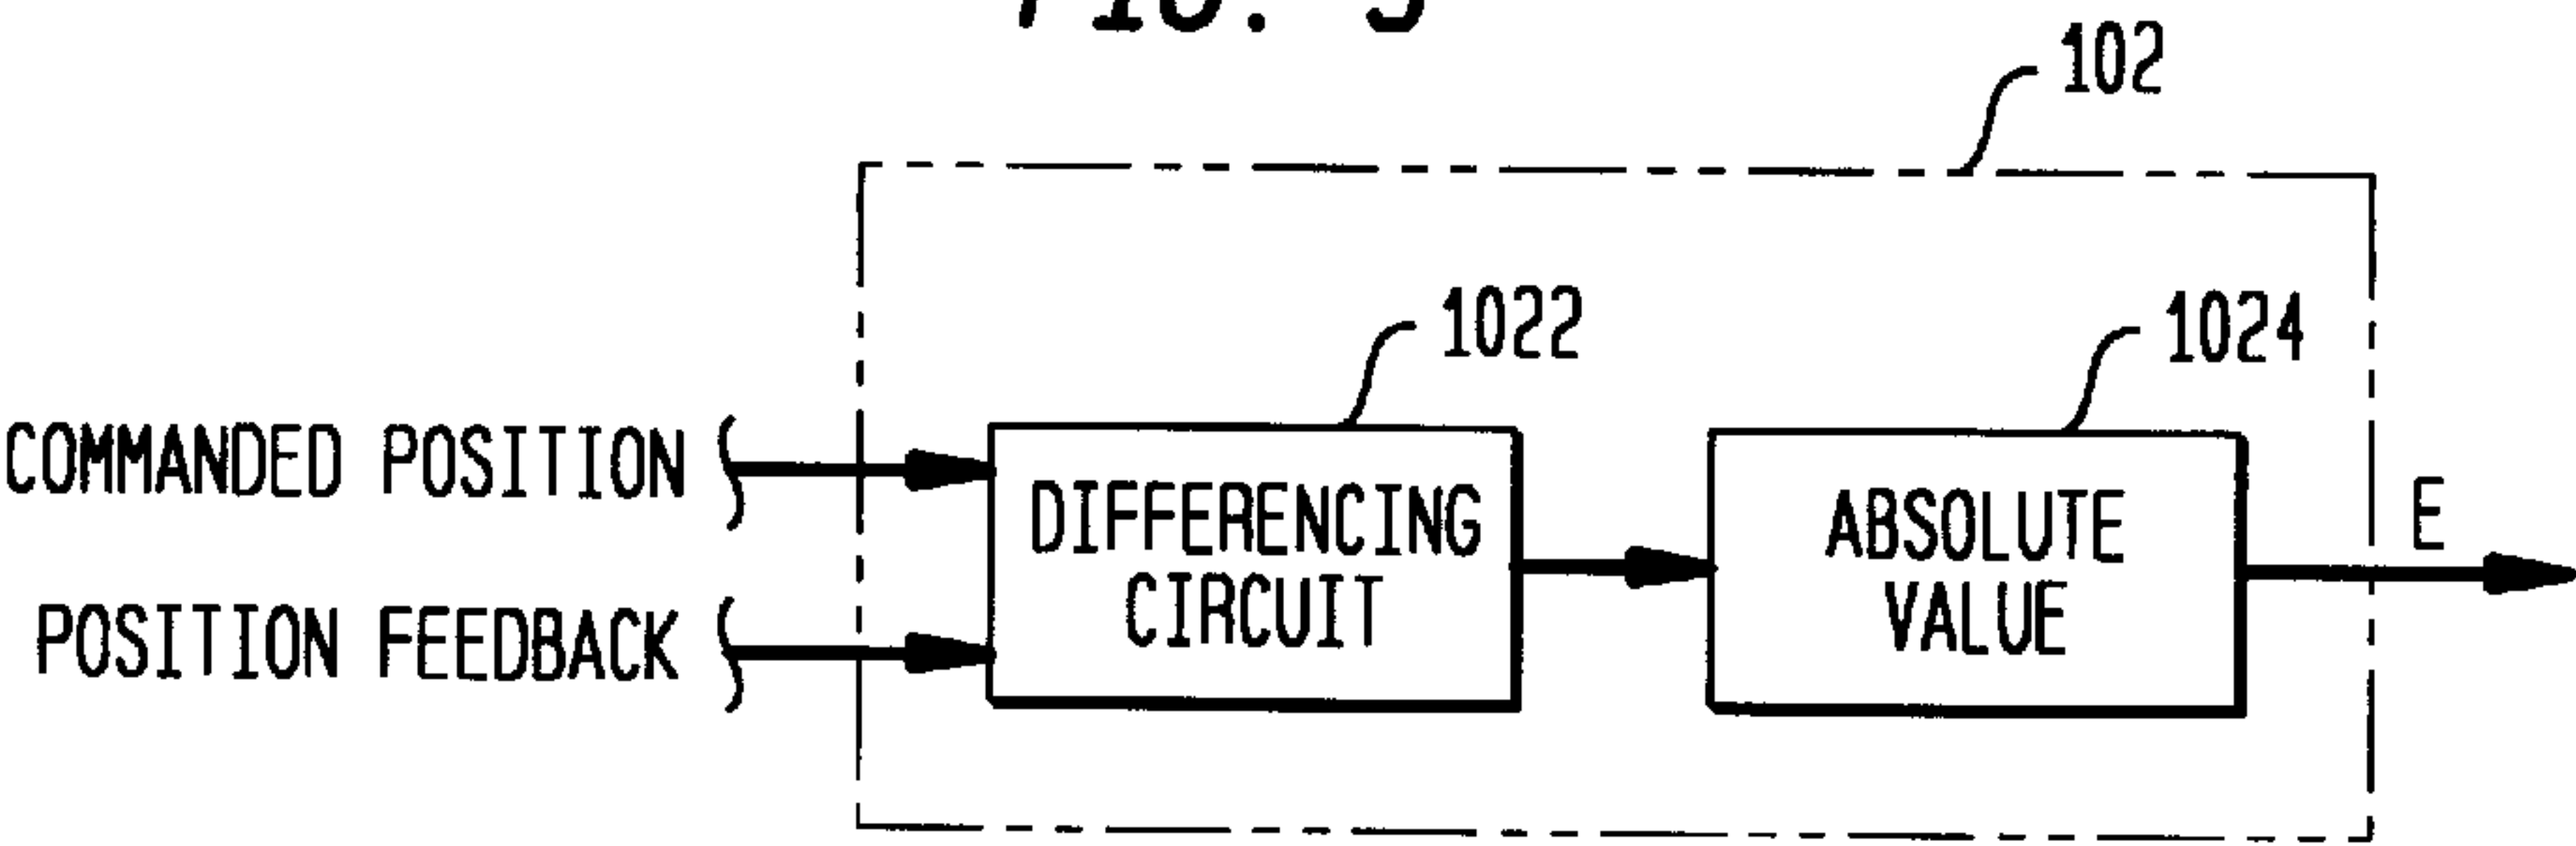 102
1022
1024
COMMANDED POSITION
POSITION FEEDBACK
DIFFERENCING
CIRCUIT
ABSOLUTE
VALUE
E